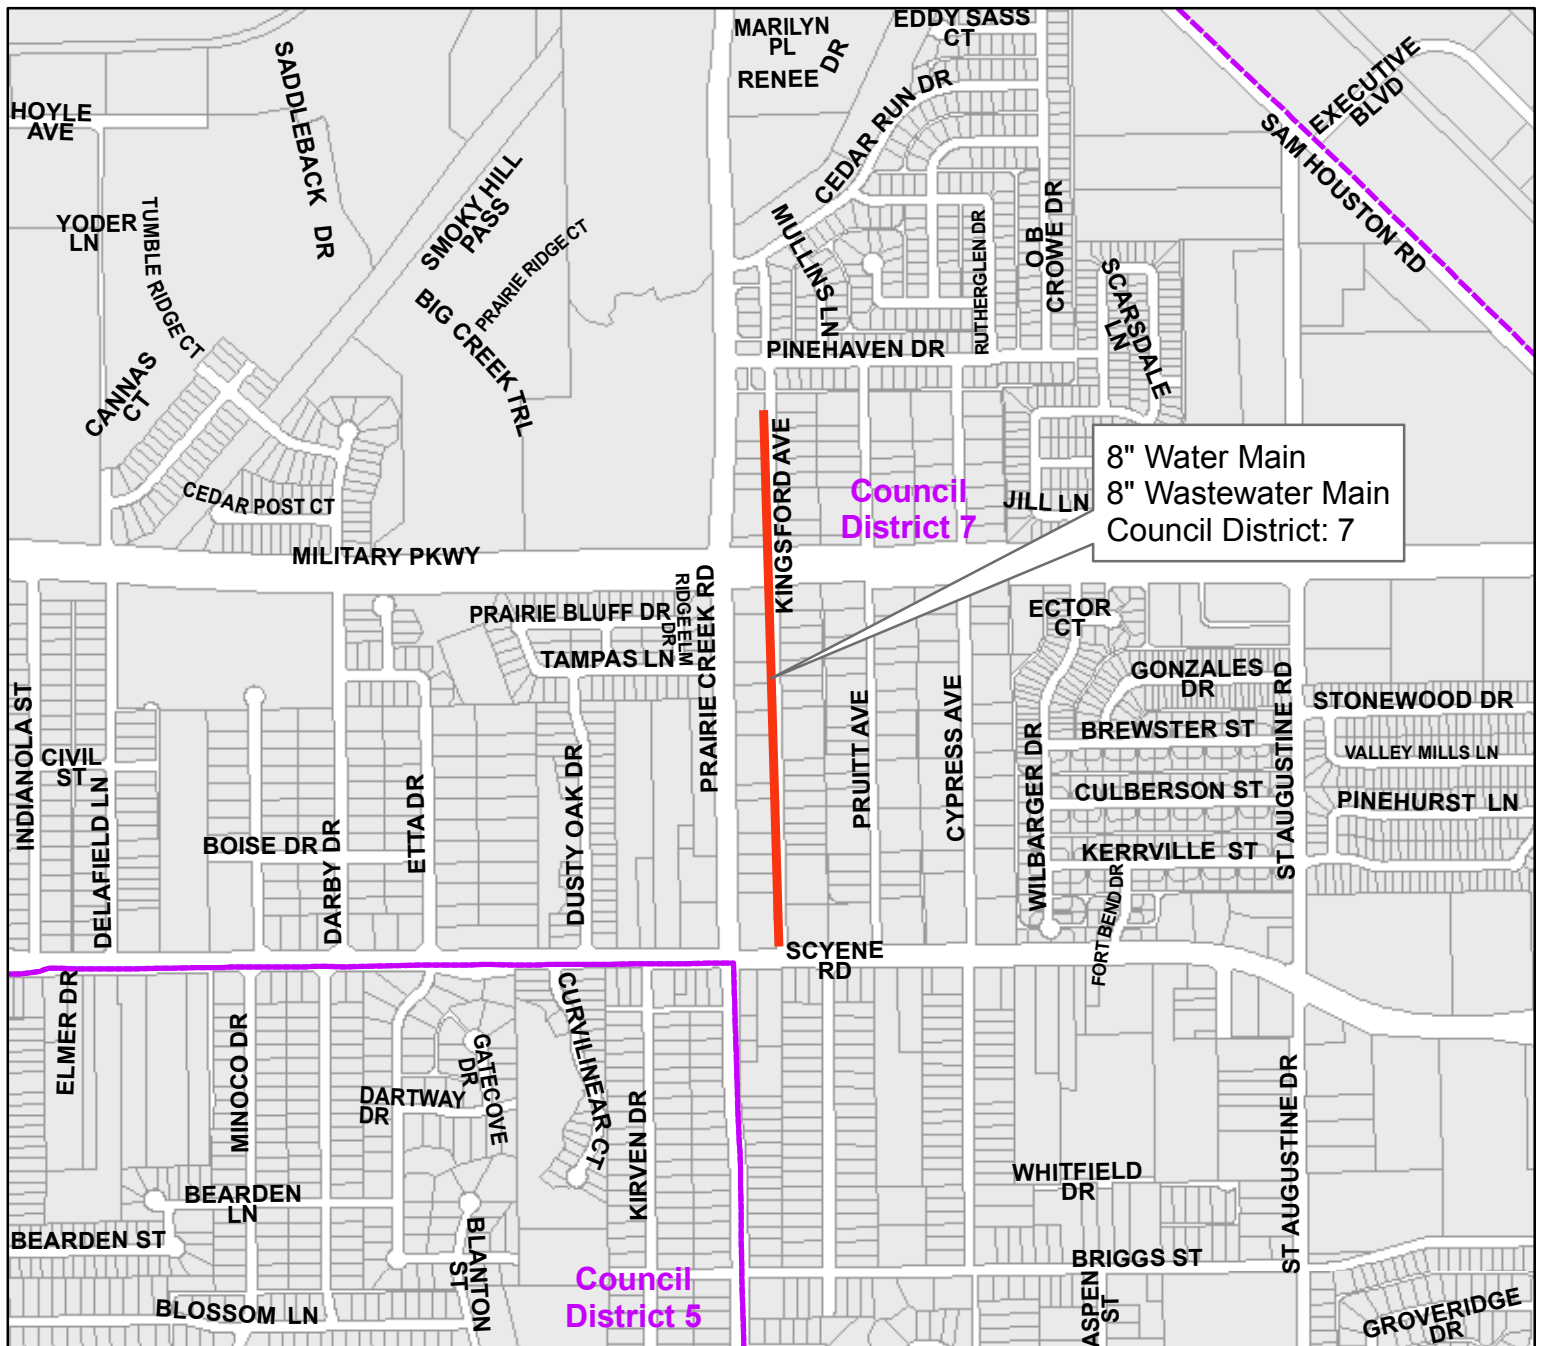 MARILYN
PL
EDDY SASS
CT
RENEE DR
SADDLEBACK DR
HOYLE
AVE
EXECUTIVE
BLVD
CEDAR RUN DR
SAM HOUSTON RD
SMOKY HILL
PASS
YODER
LN
TUMBLE RIDGE CT
PRAIRIE RIDGE CT
MULLINS LN
RUTHERGLEN DR
O B
CROWE DR
SCARSDALE
LN
BIG CREEK TRL
PINEHAVEN DR
CANNAS
CT
KINGSFORD AVE
8" Water Main
8" Wastewater Main
Council District: 7
Council
District 7
JILL LN
CEDAR POST CT
MILITARY PKWY
PRAIRIE BLUFF DR
RIDGE ELM
DR
PRAIRIE CREEK RD
TAMPAS LN
ECTOR
CT
GONZALES
DR
ST AUGUSTINE RD
STONEWOOD DR
BREWSTER ST
VALLEY MILLS LN
INDIANOLA ST
CIVIL
ST
DELAFIELD LN
PRUITT AVE
CYPRESS AVE
WILBARGER DR
CULBERSON ST
PINEHURST LN
BOISE DR
DARBY DR
ETTA DR
DUSTY OAK DR
KERRVILLE ST
FORT BEND DR
SCYENE
RD
ELMER DR
MINOCO DR
GATECOVE
DR
CURVILINEAR CT
DARTWAY
DR
KIRVEN DR
ST AUGUSTINE DR
WHITFIELD
DR
BEARDEN
LN
BEARDEN ST
BLANTON
ST
BRIGGS ST
Council
District 5
ASPEN
ST
BLOSSOM LN
GROVERIDGE
DR